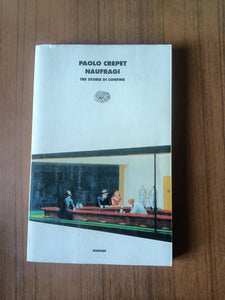 PAOLO CREPET
NAUFRAGI
TRE STORIE DI CONFINE
EINAUDI